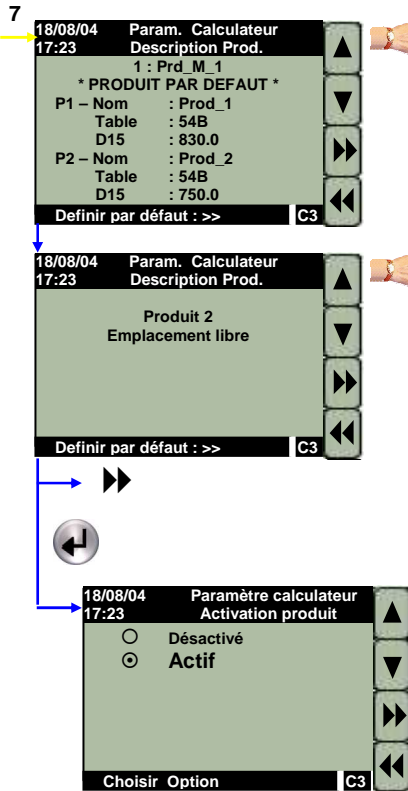 7
18/08/04 Param. Calculateur
17:23 Description Prod.
1 : Prd_M_1
* PRODUIT PAR DEFAUT *
P1 – Nom : Prod_1
Table : 54B
D15 : 830.0
P2 – Nom : Prod_2
Table : 54B
D15 : 750.0
Definir par défaut : >> C3
18/08/04 Param. Calculateur
17:23 Description Prod.
Produit 2
Emplacement libre
Definir par défaut : >> C3
18/08/04 Paramètre calculateur
17:23 Activation produit
Désactivé
Actif
Choisir Option C3